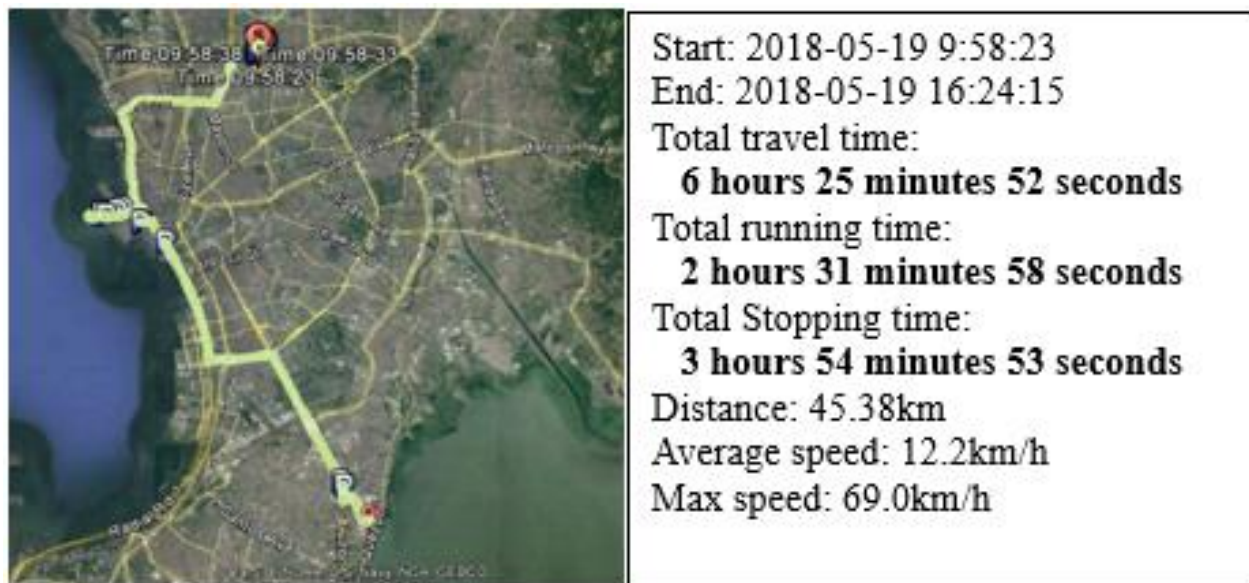 Time 09:58:38
Time 09:58-33
Time 09:58:23
Start: 2018-05-19 9:58:23
End: 2018-05-19 16:24:15
Total travel time:
6 hours 25 minutes 52 seconds
Total running time:
2 hours 31 minutes 58 seconds
Total Stopping time:
3 hours 54 minutes 53 seconds
Distance: 45.38km
Average speed: 12.2km/h
Max speed: 69.0km/h